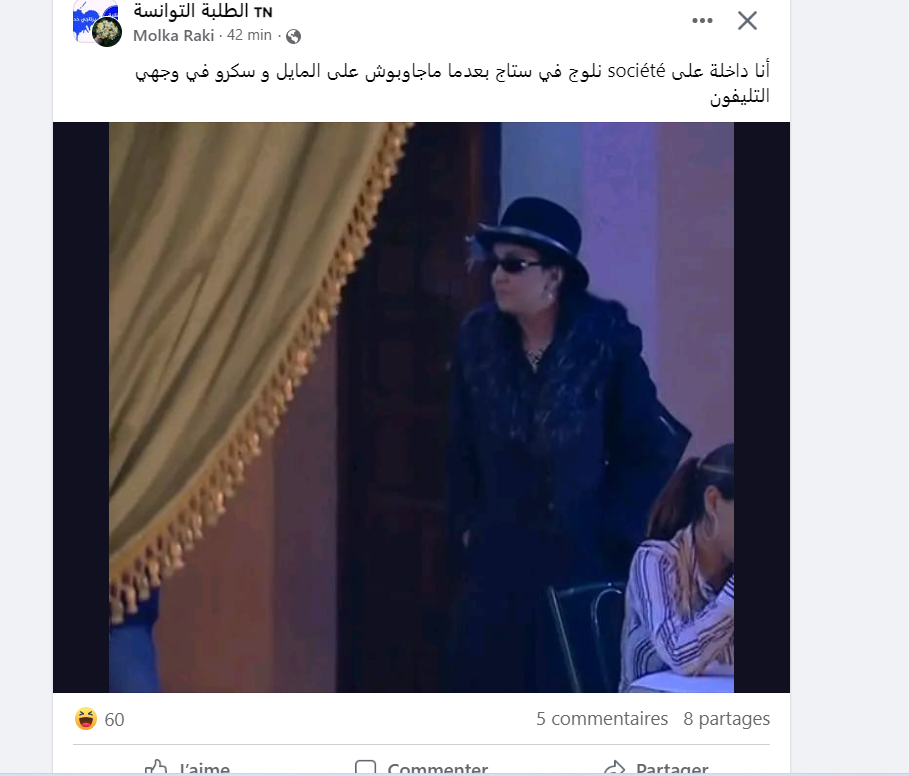 الطلبة التوانسة TN
Molka Raki · 42 min ·
أنا داخلة على société نلوج في ستاج بعدما ماجاوبوش على المايل و سكرو في وجهي
التليفون
60
5 commentaires 8 partages
J'aime Commenter Partager